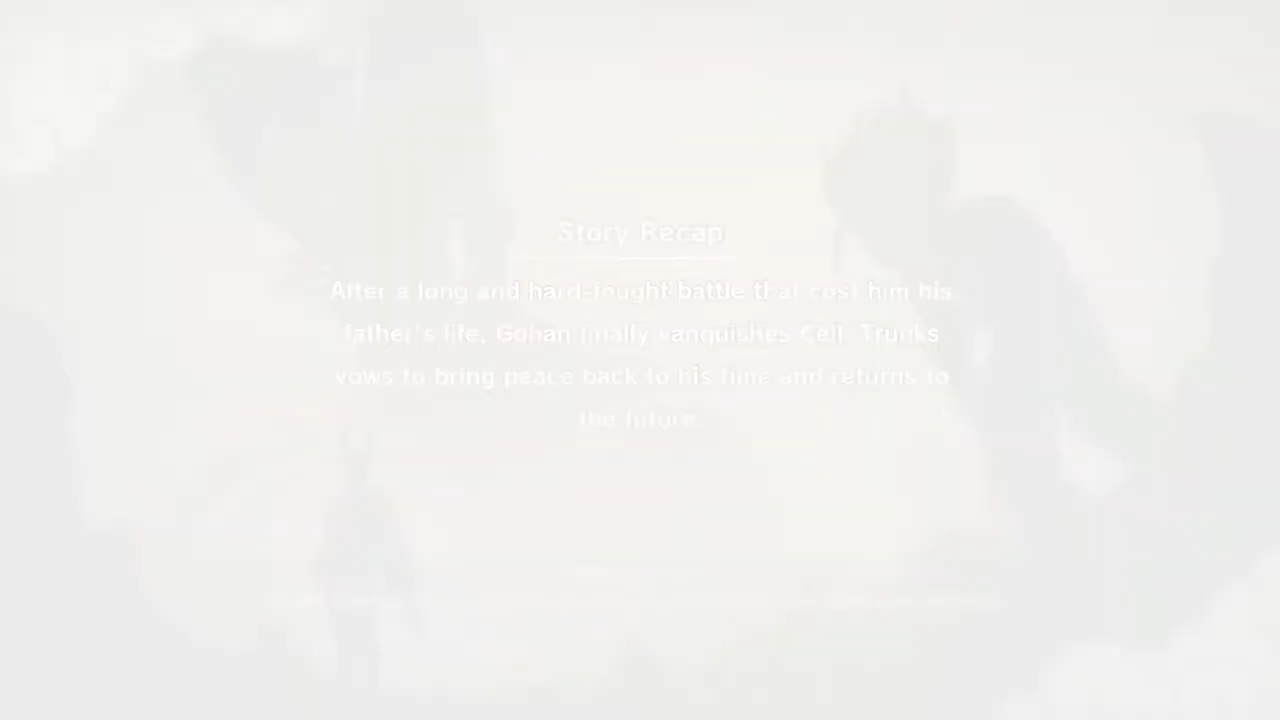 Story Recap
After a long and hard-fought battle that cost him his
father's life, Gohan finally vanquishes Cell. Trunks
vows to bring peace back to his time and returns to
the future.